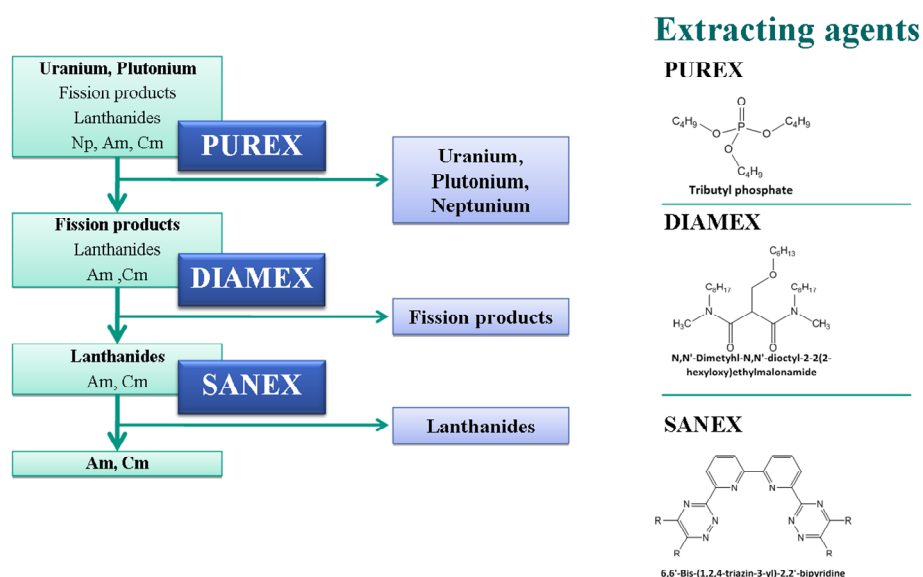 Extracting agents
Uranium, Plutonium
Fission products
Lanthanides
Np, Am, Cm
PUREX
Uranium,
Plutonium,
Neptunium
Fission products
Lanthanides
Am ,Cm
DIAMEX
Fission products
Lanthanides
Am, Cm
SANEX
Lanthanides
Am, Cm
PUREX
O
C4H9
O
P
O
C4H9
O
C4H9
Tributyl phosphate
DIAMEX
C6H13
O
C8H17
C8H17
N
N
H3C
CH3
O
O
N,N'-Dimetyhl-N,N'-dioctyl-2-2(2-
hexyloxy)ethylmalonamide
SANEX
N
N
N
N
R
N
N
N
N
R
R
R
6,6'-Bis-(1,2,4-triazin-3-yl)-2,2'-bipyridine